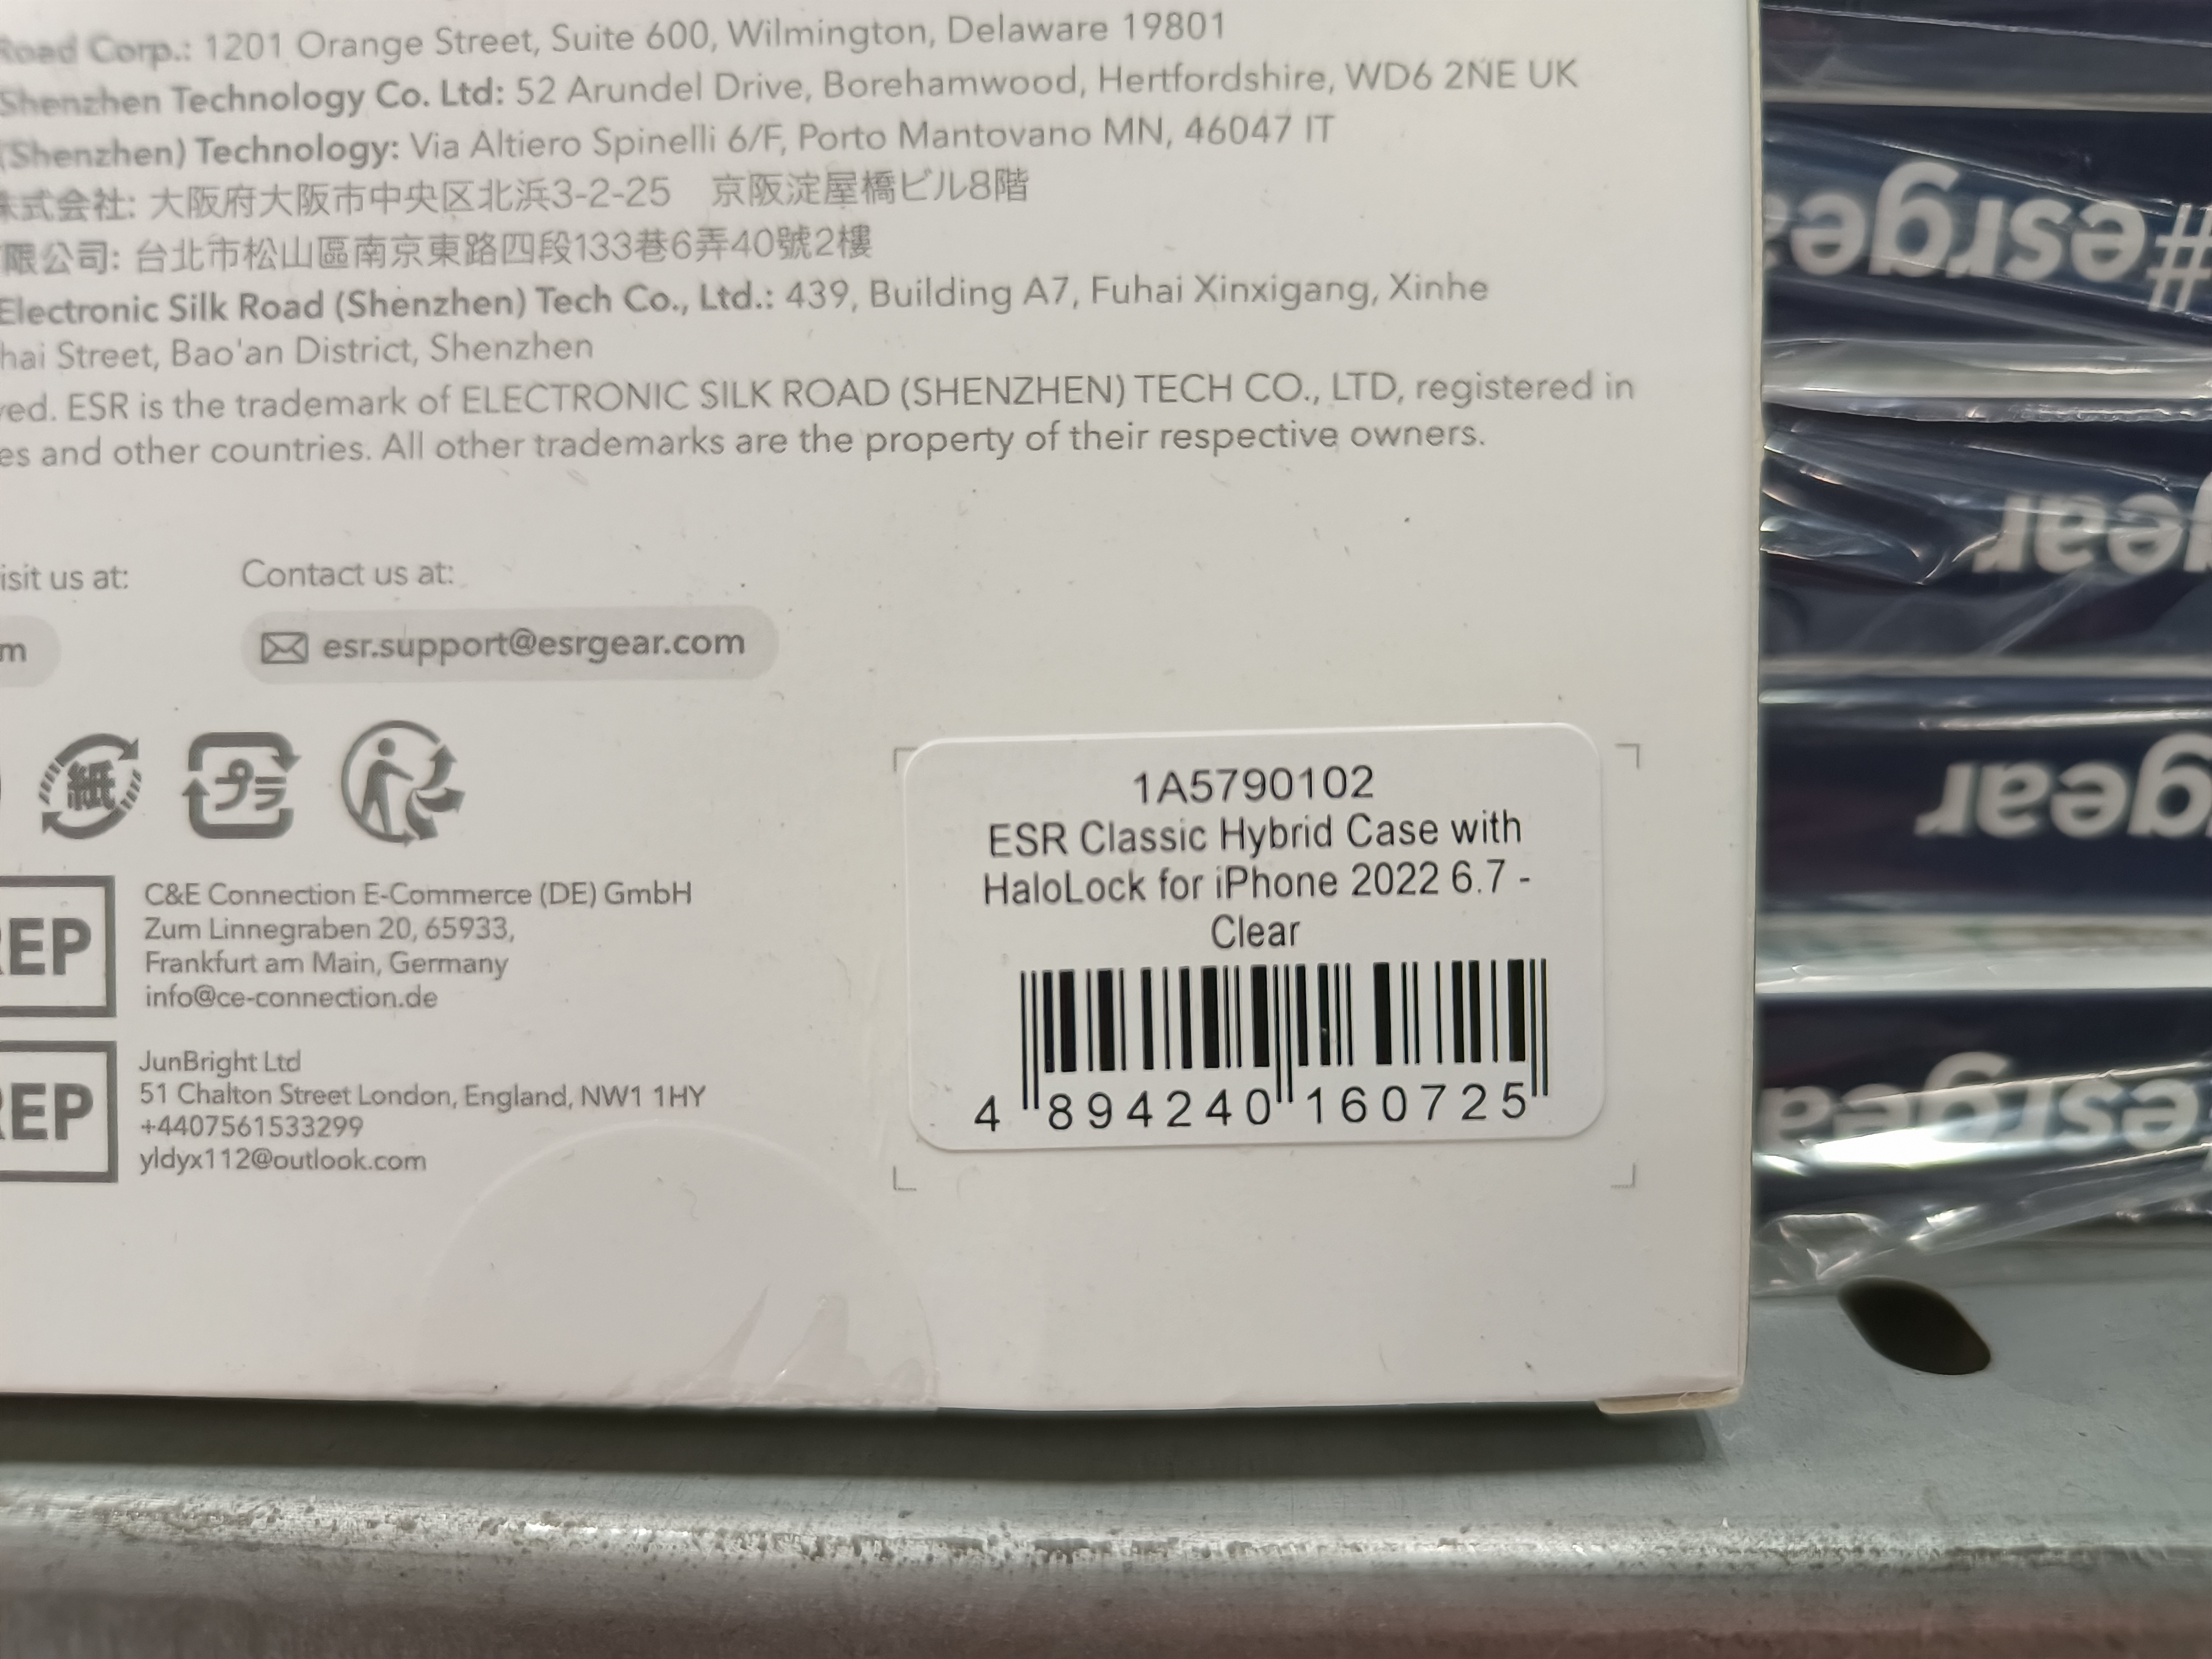 Road Corp.: 1201 Orange Street, Suite 600, Wilmington, Delaware 19801
Shenzhen Technology Co. Ltd: 52 Arundel Drive, Borehamwood, Hertfordshire, WD6 2NE UK
(Shenzhen) Technology: Via Altiero Spinelli 6/F, Porto Mantovano MN, 46047 IT
株式会社: 大阪府大阪市中央区北浜3-2-25 京阪淀屋橋ビル8階
限公司: 台北市松山區南京東路四段133巷6弄40號2樓
Electronic Silk Road (Shenzhen) Tech Co., Ltd.: 439, Building A7, Fuhai Xinxigang, Xinhe
hai Street, Bao'an District, Shenzhen
ved. ESR is the trademark of ELECTRONIC SILK ROAD (SHENZHEN) TECH CO., LTD, registered in
es and other countries. All other trademarks are the property of their respective owners.
isit us at:
m
Contact us at:
esr.support@esrgear.com
紙
プラ
REP
C&E Connection E-Commerce (DE) GmbH
Zum Linnegraben 20, 65933,
Frankfurt am Main, Germany
info@ce-connection.de
REP
JunBright Ltd
51 Chalton Street London, England, NW1 1HY
+4407561533299
yldyx112@outlook.com
1A5790102
ESR Classic Hybrid Case with
HaloLock for iPhone 2022 6.7 -
Clear
4 894240 160725
#esrgea
gear
gear
esrgea